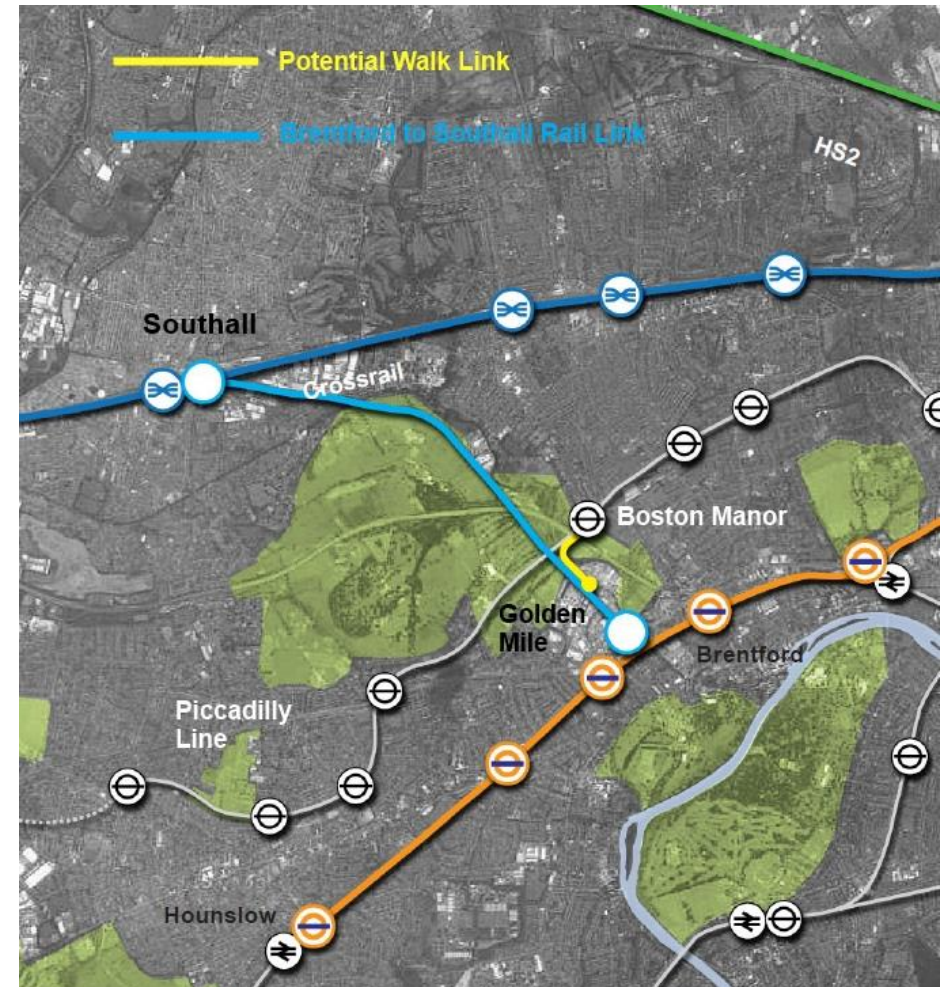 Potential Walk Link
Brentford to Southall Rail Link
HS2
Southall
Crossrail
Boston Manor
Golden
Mile
Brentford
Piccadilly
Line
Hounslow